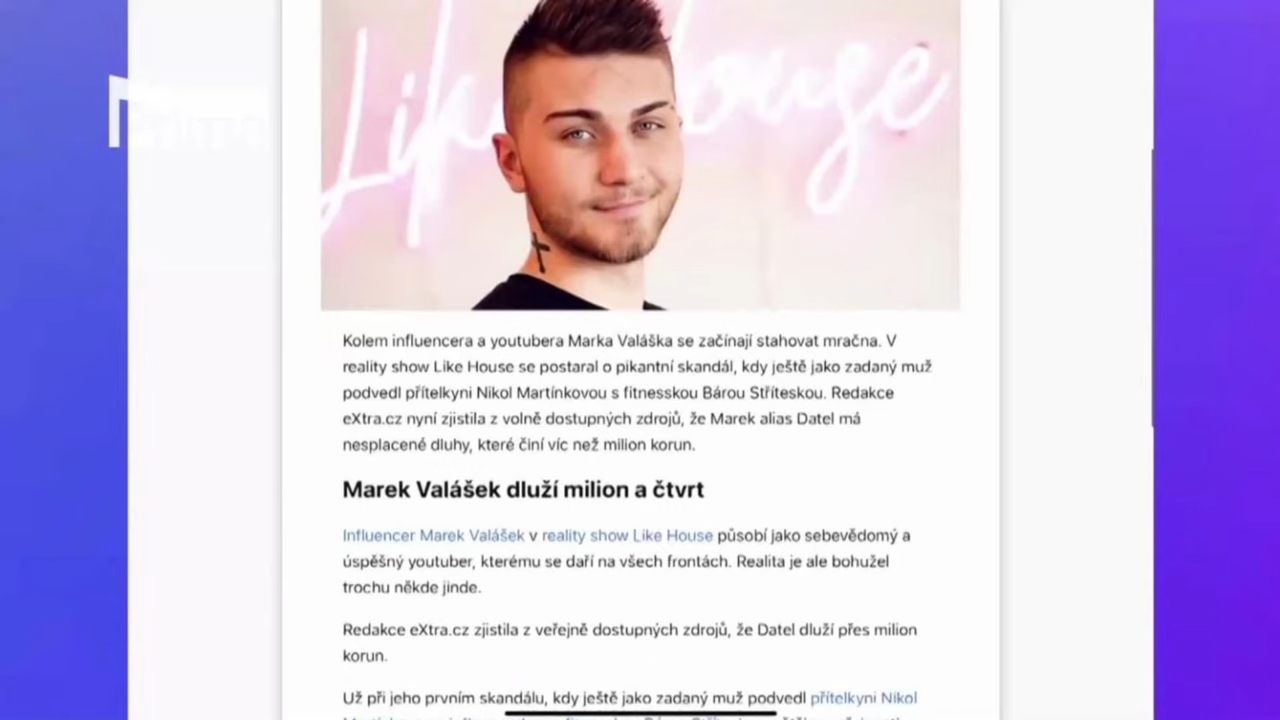 Like House
Kolem influencera a youtubera Marka Valáška se začínají stahovat mračna. V
reality show Like House se postaral o pikantní skandál, kdy ještě jako zadaný muž
podvedl přítelkyni Nikol Martínkovou s fitnesskou Bárou Stříteskou. Redakce
eXtra.cz nyní zjistila z volně dostupných zdrojů, že Marek alias Datel má
nesplacené dluhy, které činí víc než milion korun.
Marek Valášek dluží milion a čtvrt
Influencer Marek Valášek v reality show Like House působí jako sebevědomý a
úspěšný youtuber, kterému se daří na všech frontách. Realita je ale bohužel
trochu někde jinde.
Redakce eXtra.cz zjistila z veřejně dostupných zdrojů, že Datel dluží přes milion
korun.
Už při jeho prvním skandálu, kdy ještě jako zadaný muž podvedl přítelkyni Nikol